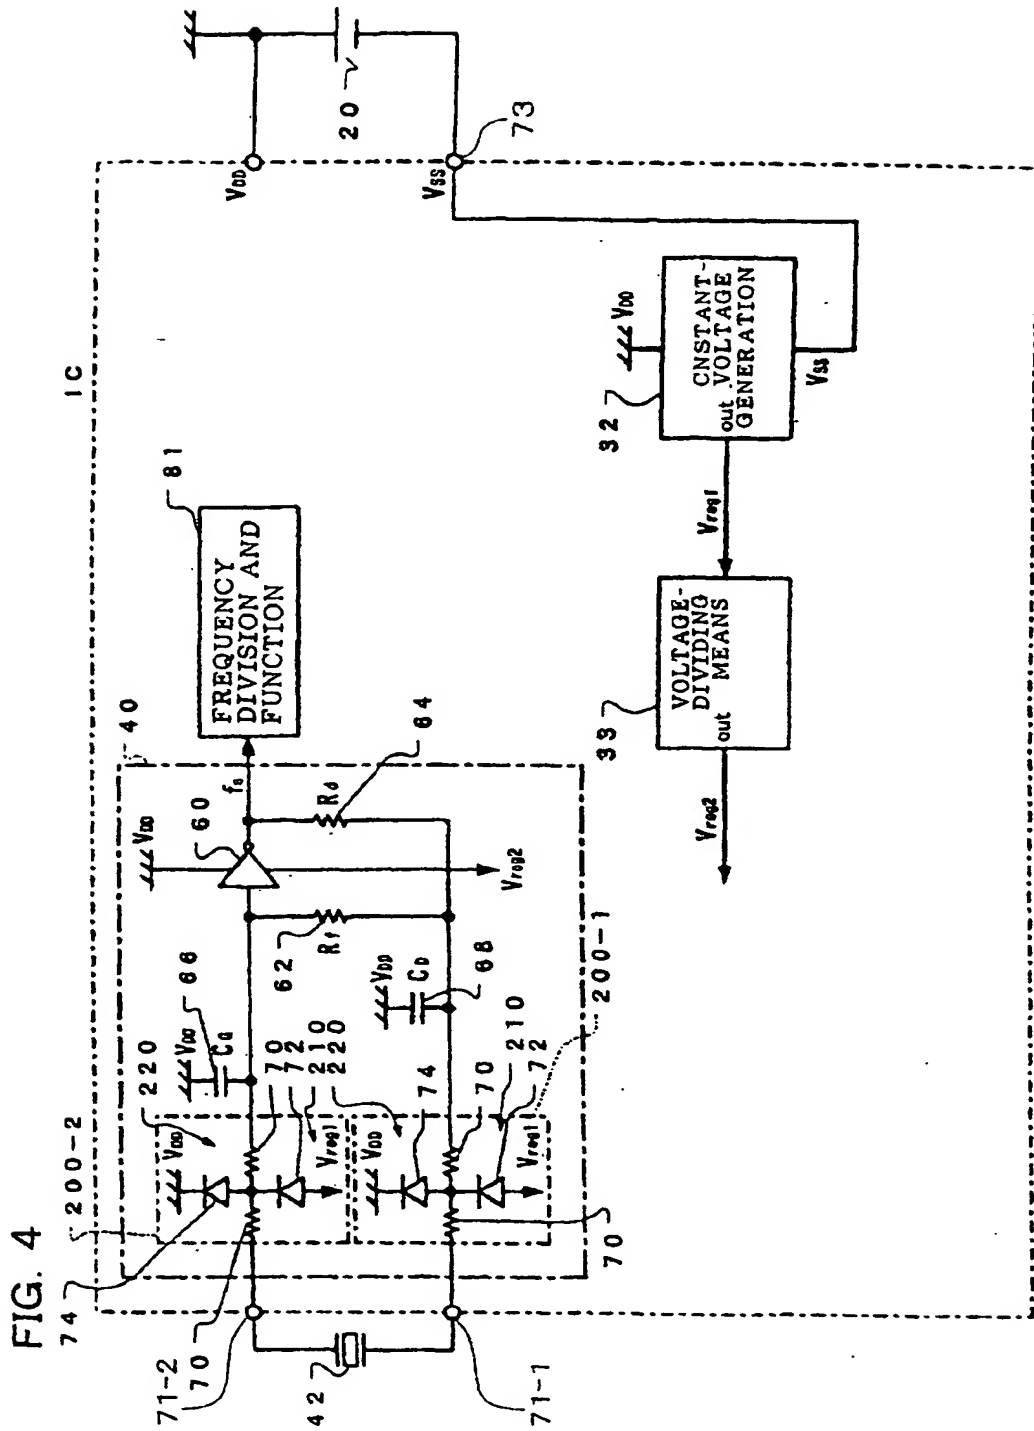 FIG. 4
74
200-2
220
66
VDD
VDD
CG
71-2
70
70
72
210
220
Vreg1
42
VDD
60
fs
40
81
FREQUENCY
DIVISION AND
FUNCTION
1C
VDD
20
62
Rf
Rd
64
Vreg2
VDD
CD
68
VDD
74
70
210
72
Vreg1
200-1
71-1
70
VSS
73
33
VOLTAGE-
DIVIDING
MEANS
out
Vreg2
Vreg1
32
VDD
CNSTANT-
VOLTAGE
GENERATION
out
VSS